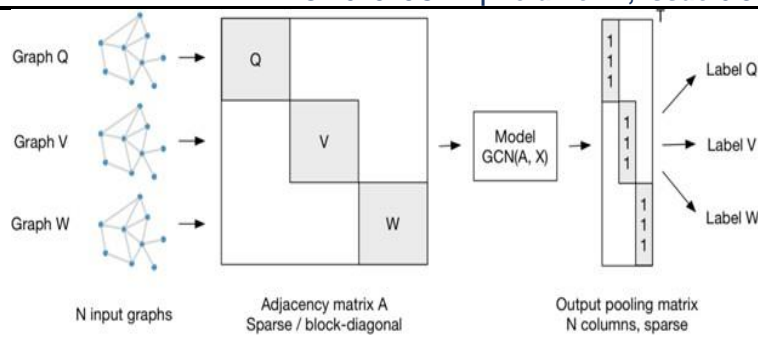 Graph Q
Graph V
Graph W
Q
V
W
Model
GCN(A, X)
1
1
1
1
1
1
1
1
1
T
Label Q
Label V
Label W
N input graphs
Adjacency matrix A
Sparse / block-diagonal
Output pooling matrix
N columns, sparse